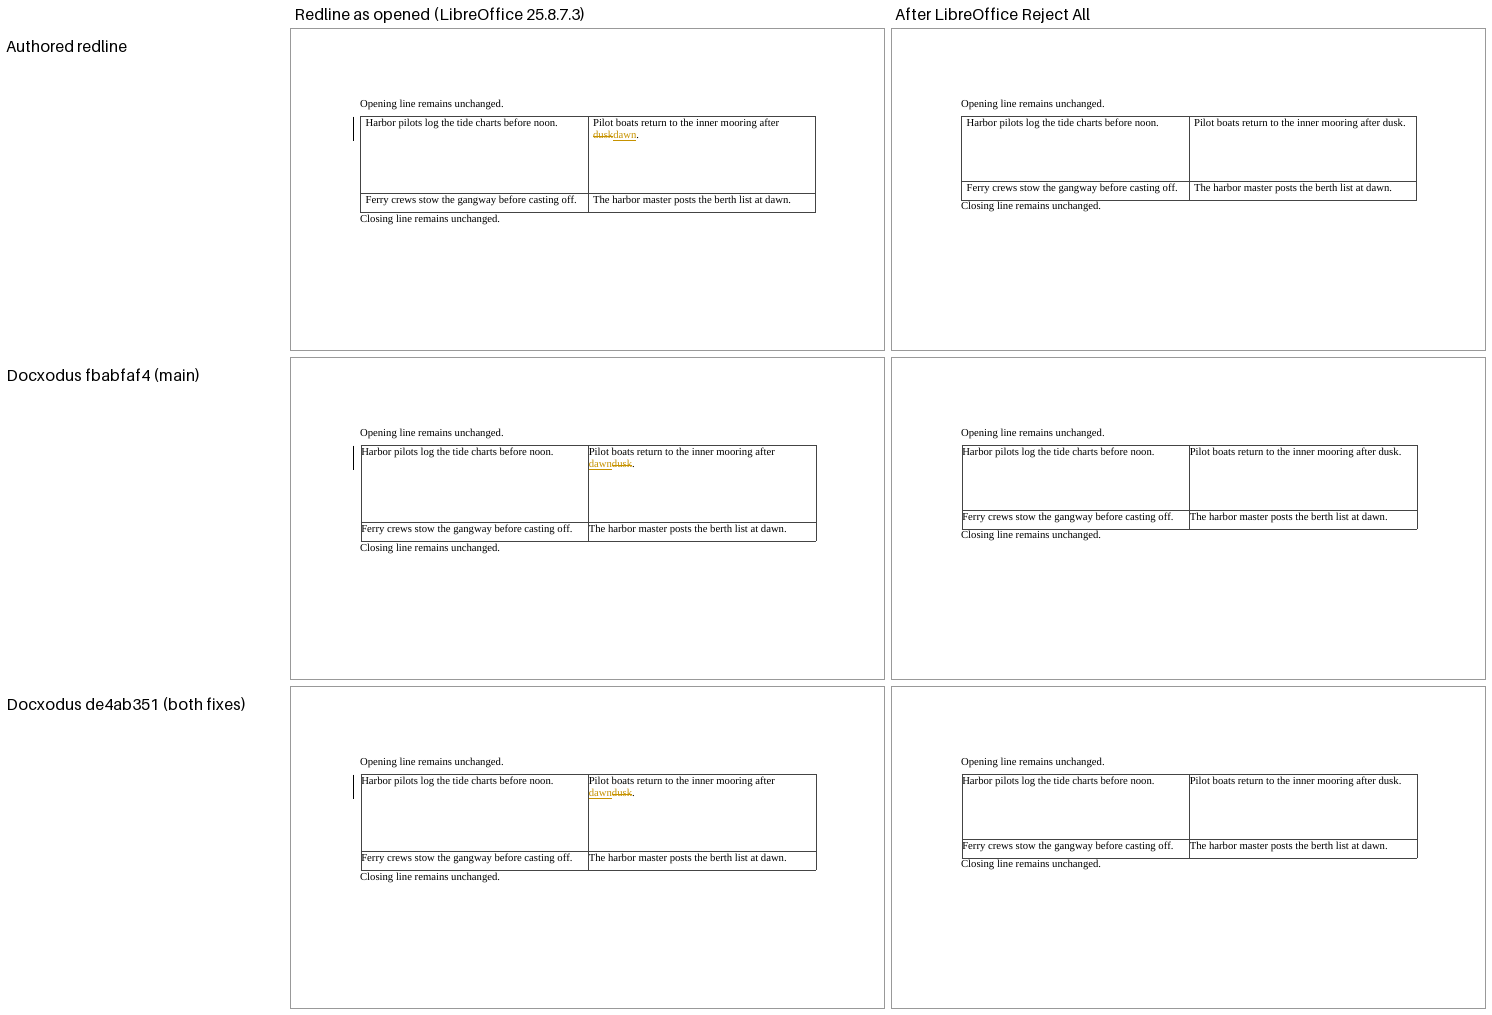 Redline as opened (LibreOffice 25.8.7.3)
After LibreOffice Reject All
Authored redline
Opening line remains unchanged.
Harbor pilots log the tide charts before noon.
Pilot boats return to the inner mooring after
duskdawn.
Ferry crews stow the gangway before casting off.
The harbor master posts the berth list at dawn.
Closing line remains unchanged.
Opening line remains unchanged.
Harbor pilots log the tide charts before noon.
Pilot boats return to the inner mooring after dusk.
Ferry crews stow the gangway before casting off.
The harbor master posts the berth list at dawn.
Closing line remains unchanged.
Docxodus fbabfaf4 (main)
Opening line remains unchanged.
Harbor pilots log the tide charts before noon.
Pilot boats return to the inner mooring after
dawndusk.
Ferry crews stow the gangway before casting off.
The harbor master posts the berth list at dawn.
Closing line remains unchanged.
Opening line remains unchanged.
Harbor pilots log the tide charts before noon.
Pilot boats return to the inner mooring after dusk.
Ferry crews stow the gangway before casting off.
The harbor master posts the berth list at dawn.
Closing line remains unchanged.
Docxodus de4ab351 (both fixes)
Opening line remains unchanged.
Harbor pilots log the tide charts before noon.
Pilot boats return to the inner mooring after
dawndusk.
Ferry crews stow the gangway before casting off.
The harbor master posts the berth list at dawn.
Closing line remains unchanged.
Opening line remains unchanged.
Harbor pilots log the tide charts before noon.
Pilot boats return to the inner mooring after dusk.
Ferry crews stow the gangway before casting off.
The harbor master posts the berth list at dawn.
Closing line remains unchanged.